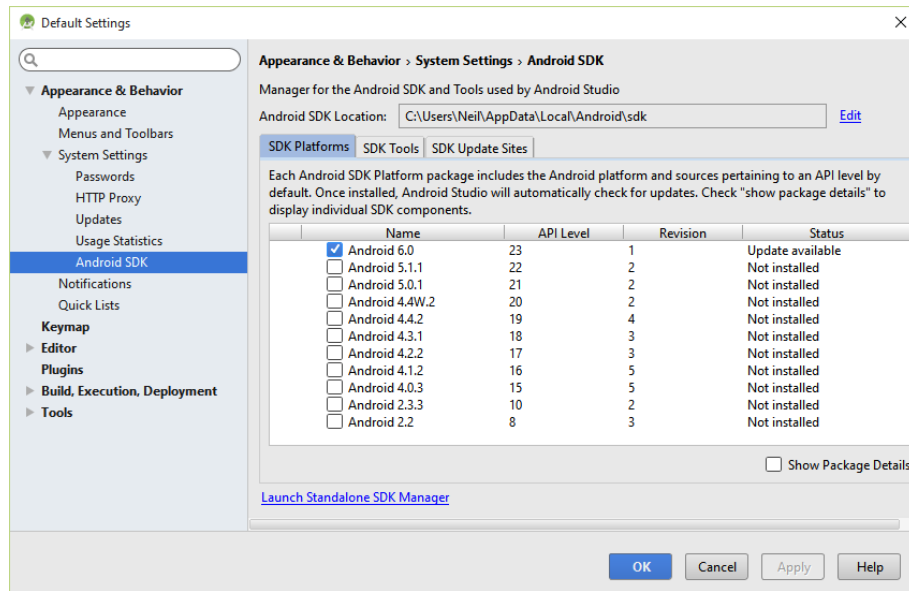 Default Settings
Appearance & Behavior
Appearance
Menus and Toolbars
System Settings
Passwords
HTTP Proxy
Updates
Usage Statistics
Android SDK
Notifications
Quick Lists
Keymap
Editor
Plugins
Build, Execution, Deployment
Tools
Appearance & Behavior › System Settings › Android SDK
Manager for the Android SDK and Tools used by Android Studio
Android SDK Location: C:\Users\Neil\AppData\Local\Android\sdk Edit
SDK Platforms SDK Tools SDK Update Sites
Each Android SDK Platform package includes the Android platform and sources pertaining to an API level by
default. Once installed, Android Studio will automatically check for updates. Check "show package details" to
display individual SDK components.
Name API Level Revision Status
Android 6.0 23 1 Update available
Android 5.1.1 22 2 Not installed
Android 5.0.1 21 2 Not installed
Android 4.4W.2 20 2 Not installed
Android 4.4.2 19 4 Not installed
Android 4.3.1 18 3 Not installed
Android 4.2.2 17 3 Not installed
Android 4.1.2 16 5 Not installed
Android 4.0.3 15 5 Not installed
Android 2.3.3 10 2 Not installed
Android 2.2 8 3 Not installed
Show Package Details
Launch Standalone SDK Manager
OK Cancel Apply Help